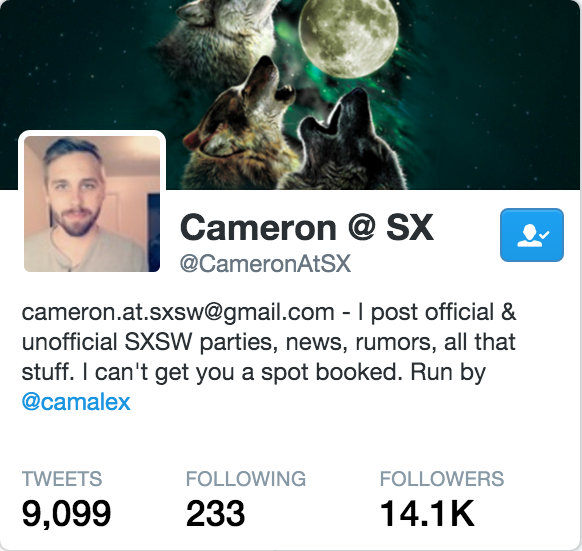 Cameron @ SX
@CameronAtSX
cameron.at.sxsw@gmail.com - I post official &
unofficial SXSW parties, news, rumors, all that
stuff. I can't get you a spot booked. Run by
@camalex
TWEETS FOLLOWING FOLLOWERS
9,099 233 14.1K